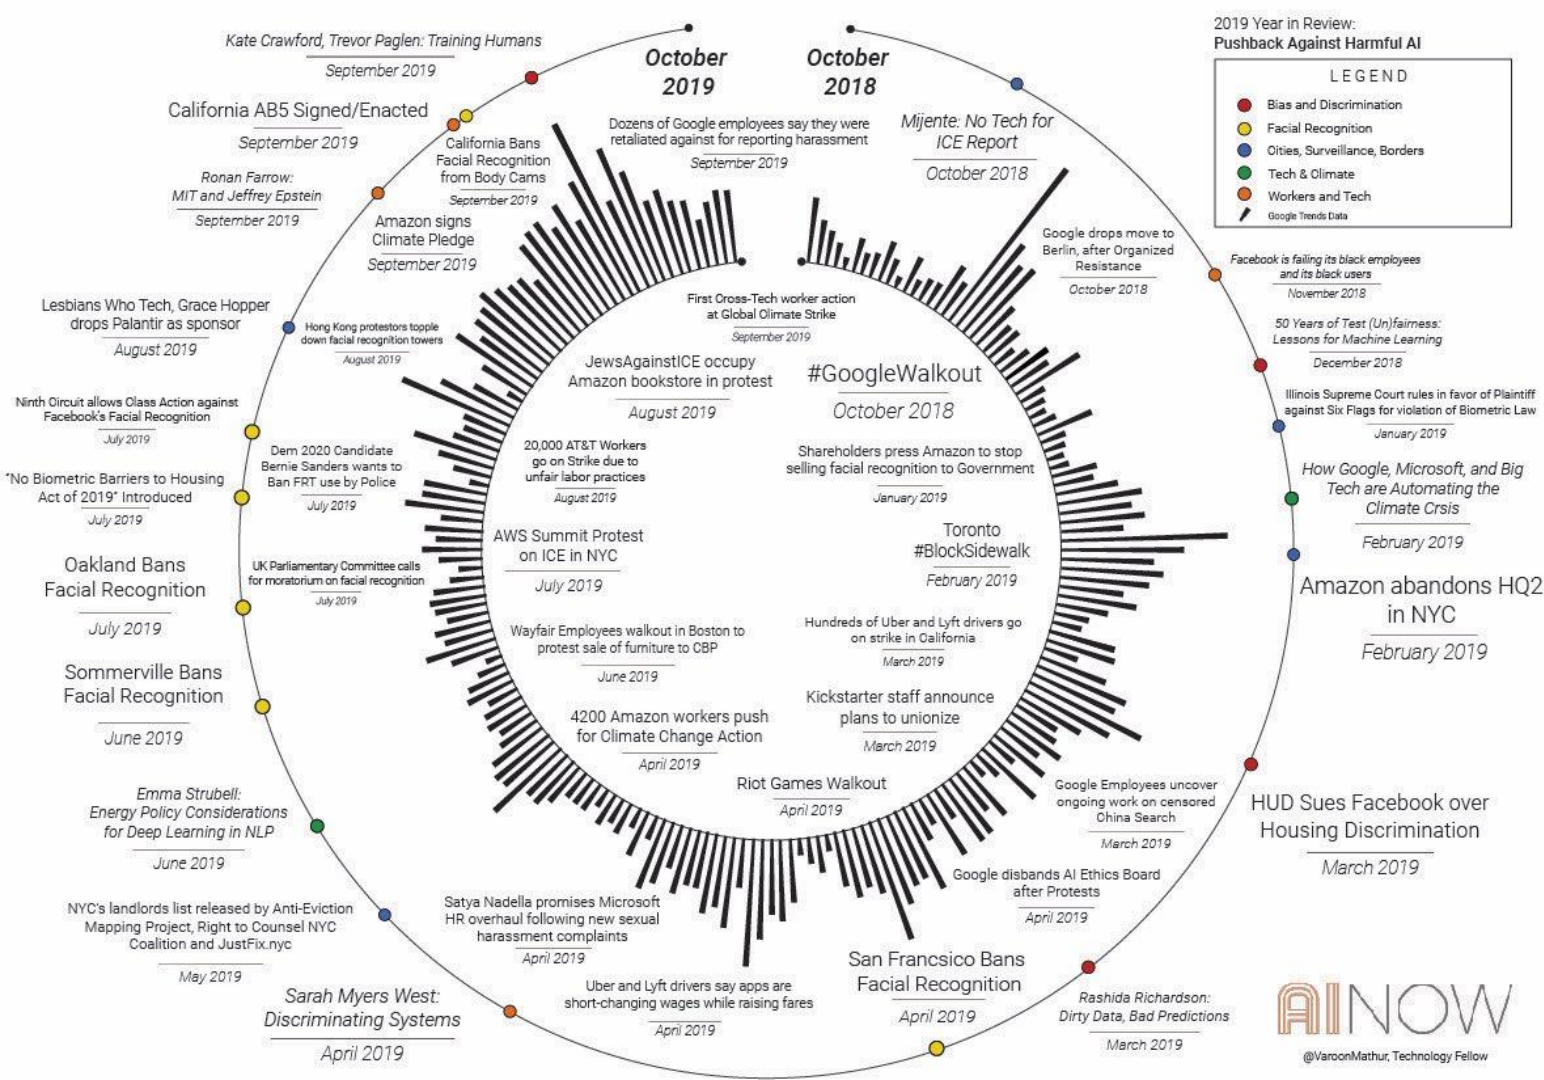 2019 Year in Review:
Pushback Against Harmful AI
LEGEND
Bias and Discrimination
Facial Recognition
Cities, Surveillance, Borders
Tech & Climate
Workers and Tech
Google Trends Data
October
2018
Mijente: No Tech for
ICE Report
October 2018
Google drops move to
Berlin, after Organized
Resistance
October 2018
#GoogleWalkout
October 2018
Facebook is failing its black employees
and its black users
November 2018
50 Years of Test (Un)fairness:
Lessons for Machine Learning
December 2018
Illinois Supreme Court rules in favor of Plaintiff
against Six Flags for violation of Biometric Law
January 2019
Shareholders press Amazon to stop
selling facial recognition to Government
January 2019
How Google, Microsoft, and Big
Tech are Automating the
Climate Crsis
February 2019
Toronto
#BlockSidewalk
February 2019
Amazon abandons HQ2
in NYC
February 2019
Hundreds of Uber and Lyft drivers go
on strike in California
March 2019
Kickstarter staff announce
plans to unionize
March 2019
Google Employees uncover
ongoing work on censored
China Search
March 2019
HUD Sues Facebook over
Housing Discrimination
March 2019
Rashida Richardson:
Dirty Data, Bad Predictions
March 2019
Google disbands AI Ethics Board
after Protests
April 2019
Riot Games Walkout
April 2019
San Francsico Bans
Facial Recognition
April 2019
Uber and Lyft drivers say apps are
short-changing wages while raising fares
April 2019
Satya Nadella promises Microsoft
HR overhaul following new sexual
harassment complaints
April 2019
4200 Amazon workers push
for Climate Change Action
April 2019
Sarah Myers West:
Discriminating Systems
April 2019
NYC's landlords list released by Anti-Eviction
Mapping Project, Right to Counsel NYC
Coalition and JustFix.nyc
May 2019
Emma Strubell:
Energy Policy Considerations
for Deep Learning in NLP
June 2019
Wayfair Employees walkout in Boston to
protest sale of furniture to CBP
June 2019
Sommerville Bans
Facial Recognition
June 2019
Oakland Bans
Facial Recognition
July 2019
UK Parliamentary Committee calls
for moratorium on facial recognition
July 2019
AWS Summit Protest
on ICE in NYC
July 2019
"No Biometric Barriers to Housing
Act of 2019" Introduced
July 2019
Dem 2020 Candidate
Bernie Sanders wants to
Ban FRT use by Police
July 2019
Ninth Circuit allows Class Action against
Facebook's Facial Recognition
July 2019
20,000 AT&T Workers
go on Strike due to
unfair labor practices
August 2019
JewsAgainstICE occupy
Amazon bookstore in protest
August 2019
Hong Kong protestors topple
down facial recognition towers
August 2019
Lesbians Who Tech, Grace Hopper
drops Palantir as sponsor
August 2019
First Cross-Tech worker action
at Global Climate Strike
September 2019
Amazon signs
Climate Pledge
September 2019
Ronan Farrow:
MIT and Jeffrey Epstein
September 2019
California Bans
Facial Recognition
from Body Cams
September 2019
California AB5 Signed/Enacted
September 2019
Kate Crawford, Trevor Paglen: Training Humans
September 2019
Dozens of Google employees say they were
retaliated against for reporting harassment
September 2019
October
2019
AINOW
@VaroonMathur, Technology Fellow